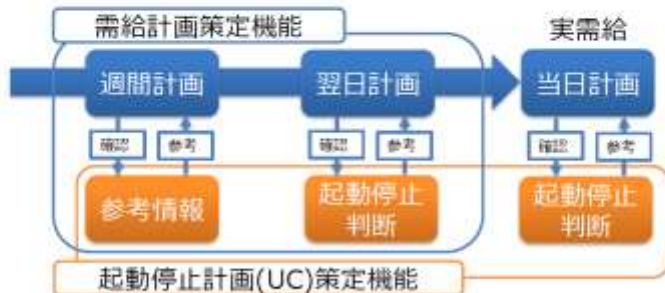 需給計画策定機能
実需給
週間計画
翌日計画
当日計画
確認
参考
確認
参考
確認
参考
参考情報
起動停止
判断
起動停止
判断
起動停止計画(UC)策定機能